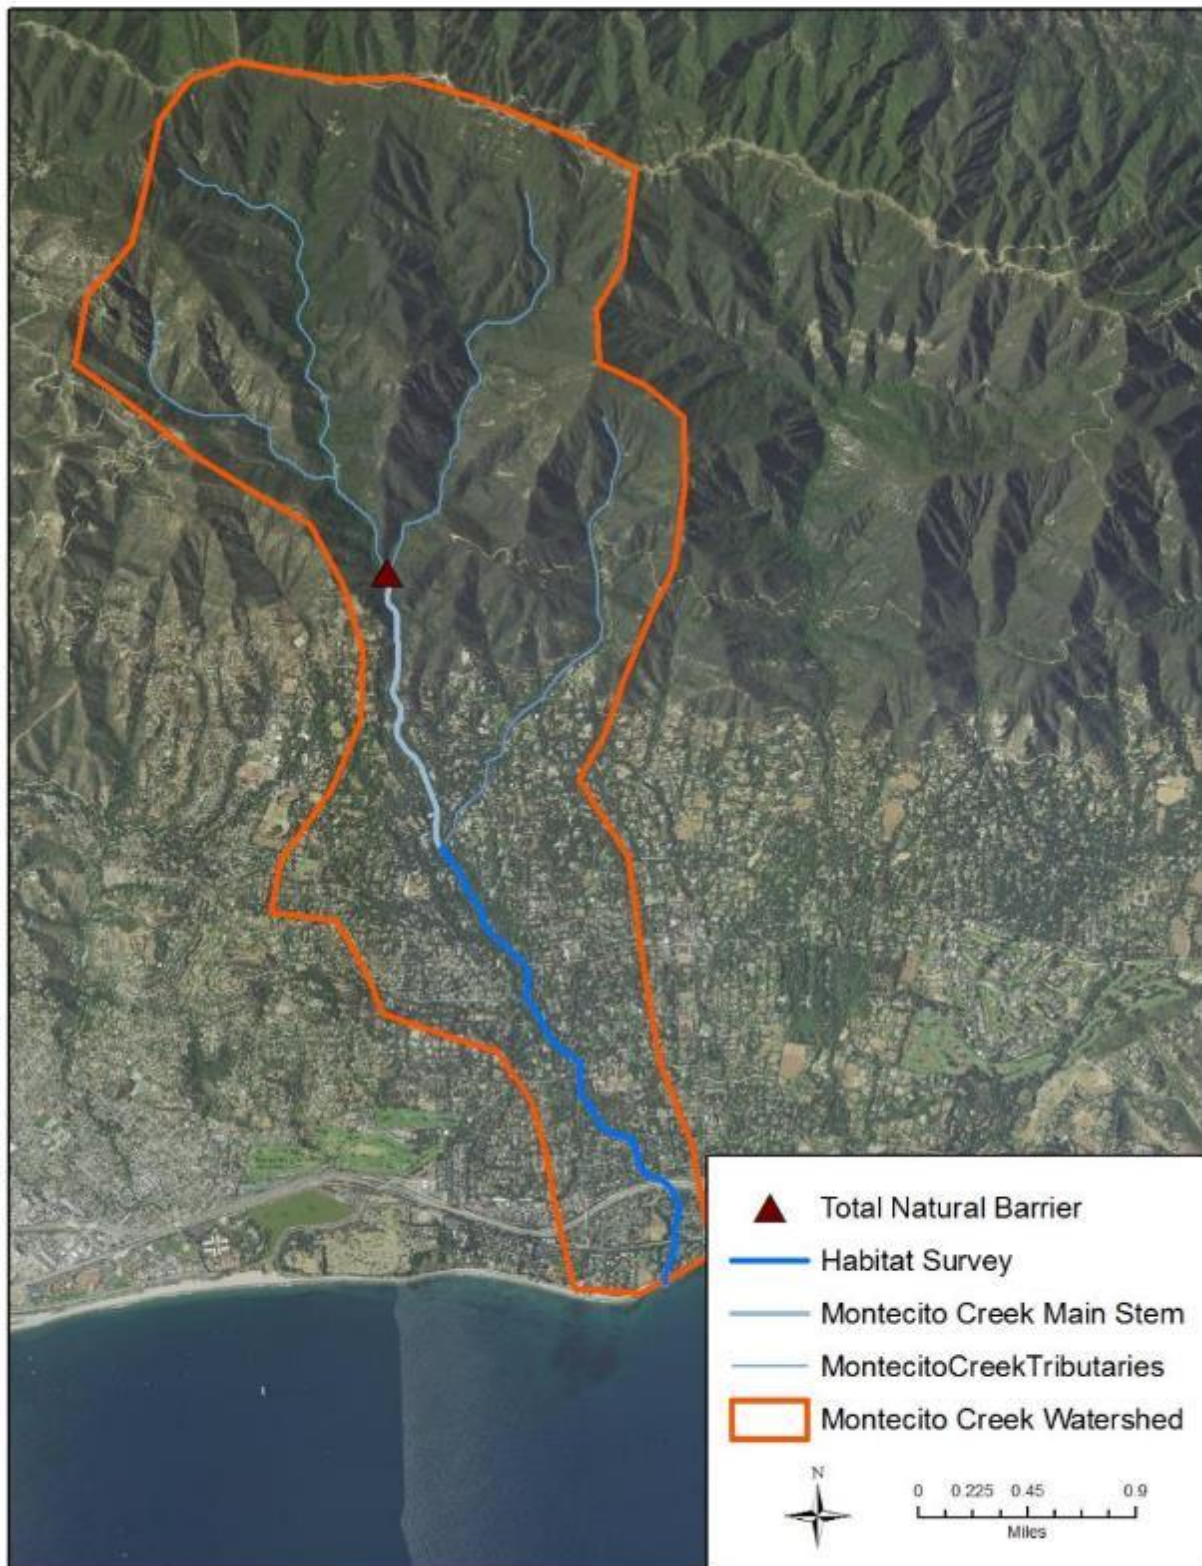 Total Natural Barrier
Habitat Survey
Montecito Creek Main Stem
MontecitoCreekTributaries
Montecito Creek Watershed
N
0 0.225 0.45 0.9
Miles